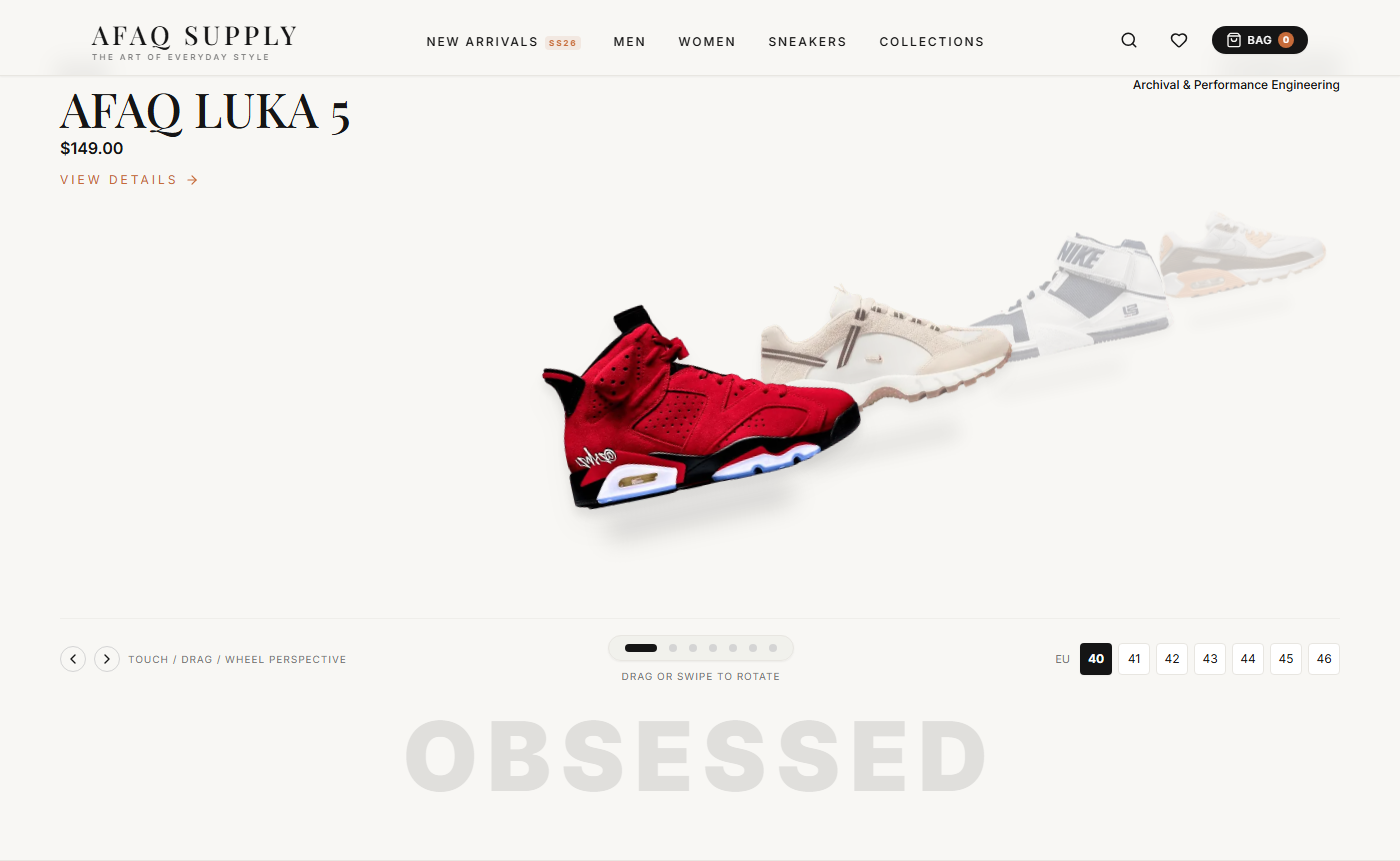 AFAQ SUPPLY
THE ART OF EVERYDAY STYLE
NEW ARRIVALS SS26 MEN WOMEN SNEAKERS COLLECTIONS
BAG 0
Archival & Performance Engineering
AFAQ LUKA 5
$149.00
VIEW DETAILS →
NIKE
TOUCH / DRAG / WHEEL PERSPECTIVE
DRAG OR SWIPE TO ROTATE
EU 40 41 42 43 44 45 46
OBSESSED